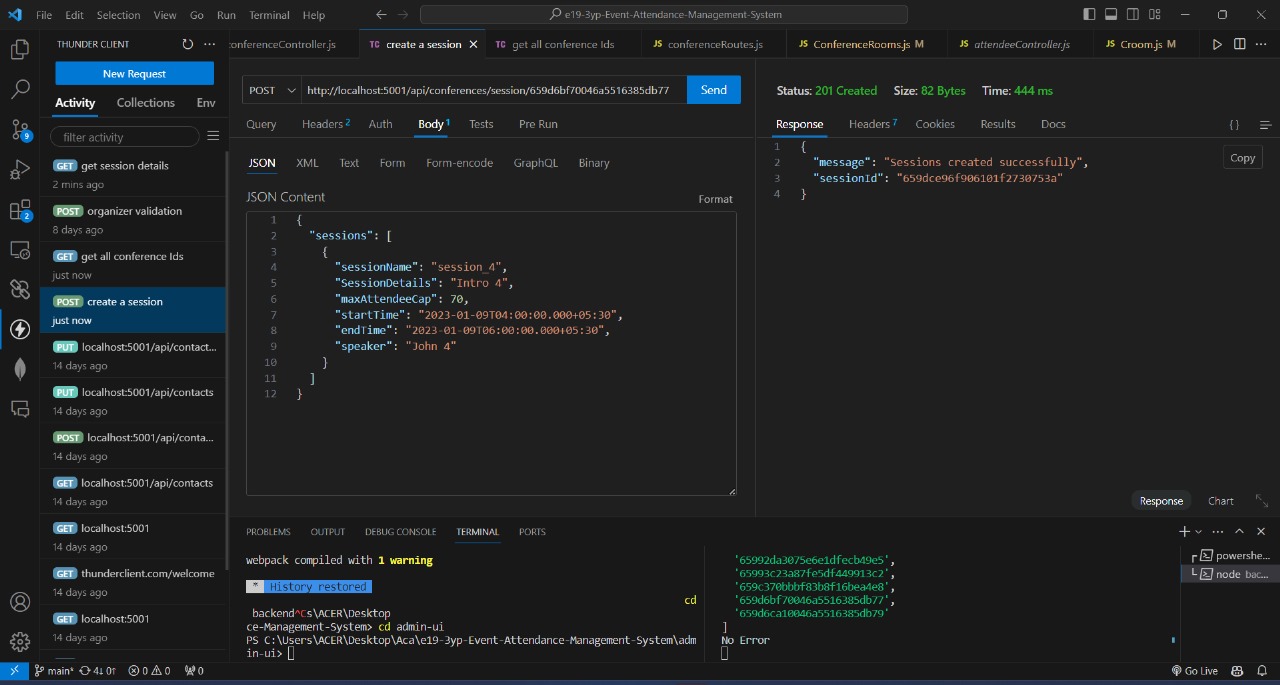 File Edit Selection View Go Run Terminal Help
e19-3yp-Event-Attendance-Management-System
THUNDER CLIENT
New Request
Activity Collections Env
filter activity
GET get session details
2 mins ago
POST organizer validation
8 days ago
GET get all conference Ids
just now
POST create a session
just now
PUT localhost:5001/api/contact...
14 days ago
PUT localhost:5001/api/contacts
14 days ago
POST localhost:5001/api/conta...
14 days ago
GET localhost:5001/api/contacts
14 days ago
GET localhost:5001
14 days ago
GET thunderclient.com/welcome
14 days ago
GET localhost:5001
14 days ago
9
2
conferenceController.js TC create a session TC get all conference Ids JS conferenceRoutes.js JS ConferenceRooms.js M JS attendeeController.js JS Croom.js M
POST http://localhost:5001/api/conferences/session/659d6bf70046a5516385db77 Send
Query Headers 2 Auth Body 1 Tests Pre Run
JSON XML Text Form Form-encode GraphQL Binary
JSON Content Format
1 {
2 "sessions": [
3 {
4 "sessionName": "session_4",
5 "SessionDetails": "Intro 4",
6 "maxAttendeeCap": 70,
7 "startTime": "2023-01-09T04:00:00.000+05:30",
8 "endTime": "2023-01-09T06:00:00.000+05:30",
9 "speaker": "John 4"
10 }
11 ]
12 }
Status: 201 Created Size: 82 Bytes Time: 444 ms
Response Headers 7 Cookies Results Docs { }
1 {
2 "message": "Sessions created successfully",
3 "sessionId": "659dce96f906101f2730753a"
4 }
Copy
Response Chart
PROBLEMS OUTPUT DEBUG CONSOLE TERMINAL PORTS
webpack compiled with 1 warning
* History restored
cd
backend^Cs\ACER\Desktop
ce-Management-System> cd admin-ui
PS C:\Users\ACER\Desktop\Aca\e19-3yp-Event-Attendance-Management-System\adm
in-ui>
'65992da3075e6e1dfecb49e5',
'65993c23a87fe5df449913c2',
'659c370bbbf83b8f16bea4e8',
'659d6bf70046a5516385db77',
'659d6ca10046a5516385db79'
]
No Error
powershe...
node bac...
main* 4↓ 0↑ 0 0 0 Go Live